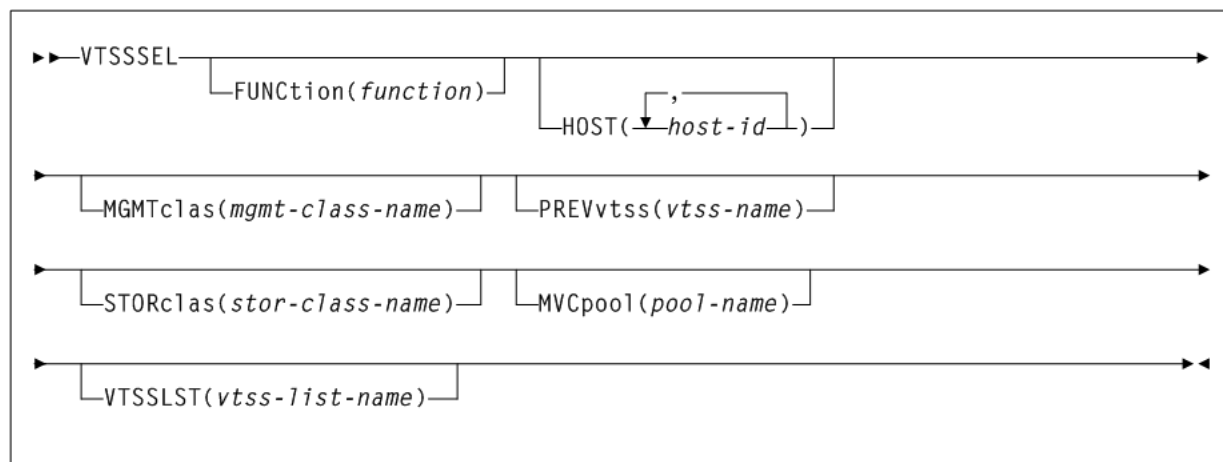 VTSSSEL
FUNCtion(function)
,
HOST( host-id )
MGMTclas(mgmt-class-name) PREVvtss(vtss-name)
STORclas(stor-class-name) MVCpool(pool-name)
VTSSLST(vtss-list-name)